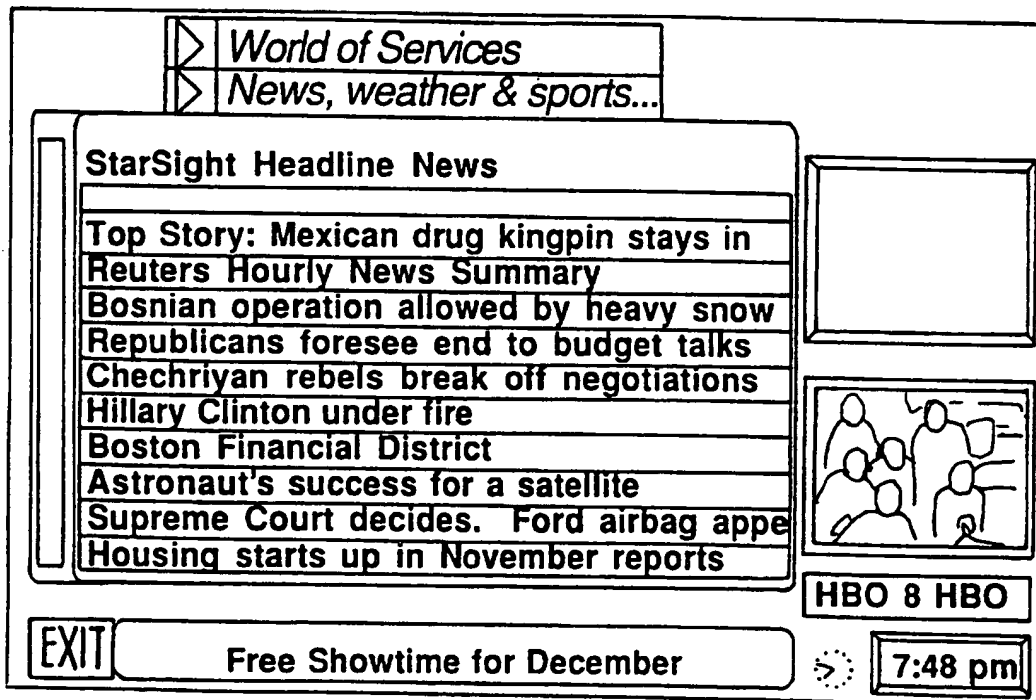 World of Services
News, weather & sports...
StarSight Headline News
Top Story: Mexican drug kingpin stays in
Reuters Hourly News Summary
Bosnian operation allowed by heavy snow
Republicans foresee end to budget talks
Chechriyan rebels break off negotiations
Hillary Clinton under fire
Boston Financial District
Astronaut's success for a satellite
Supreme Court decides. Ford airbag appe
Housing starts up in November reports
HBO 8 HBO
EXIT
Free Showtime for December
7:48 pm